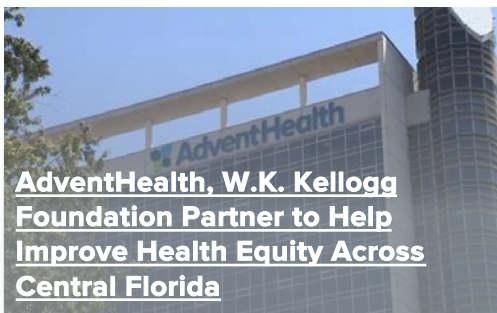 AdventHealth
AdventHealth, W.K. Kellogg
Foundation Partner to Help
Improve Health Equity Across
Central Florida